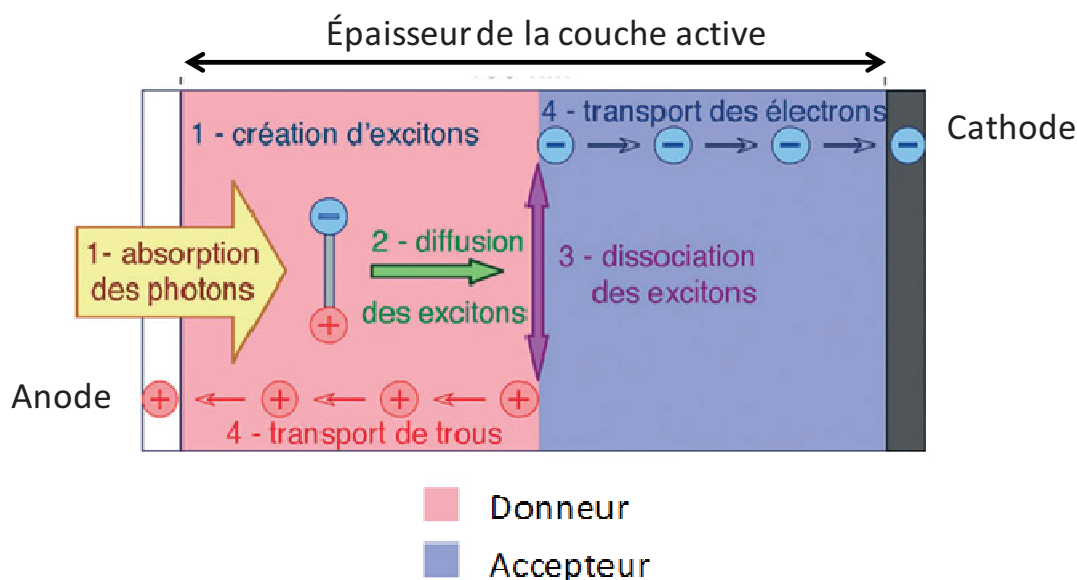 Épaisseur de la couche active
4 - transport des électrons
1 - création d'excitons
Cathode
1- absorption
des photons
2 - diffusion
des excitons
3 - dissociation
des excitons
Anode
4 - transport de trous
Donneur
Accepteur